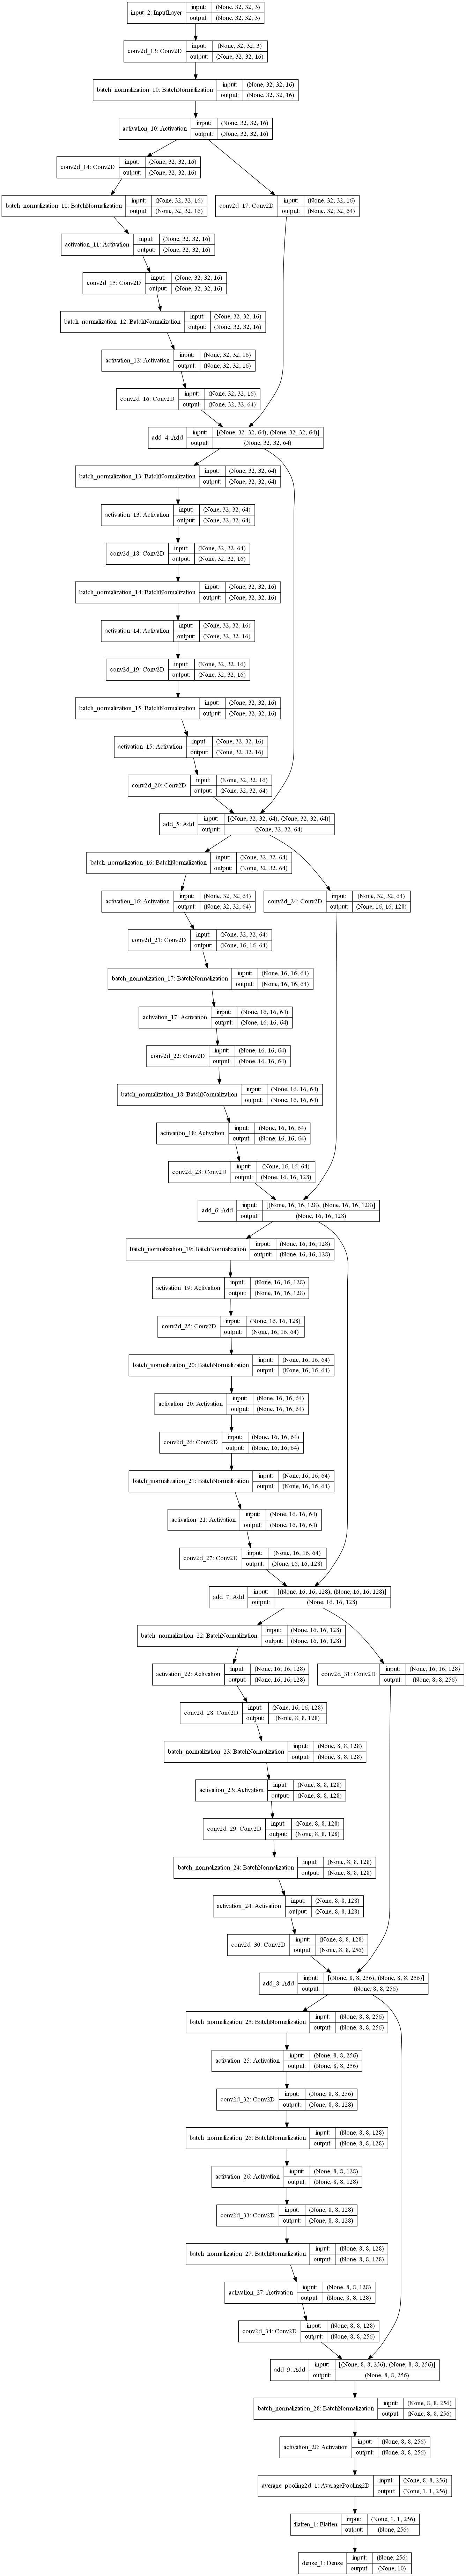 input_2: InputLayer
input: (None, 32, 32, 3)
output: (None, 32, 32, 3)
conv2d_13: Conv2D
input: (None, 32, 32, 3)
output: (None, 32, 32, 16)
batch_normalization_10: BatchNormalization
input: (None, 32, 32, 16)
output: (None, 32, 32, 16)
activation_10: Activation
input: (None, 32, 32, 16)
output: (None, 32, 32, 16)
conv2d_14: Conv2D
input: (None, 32, 32, 16)
output: (None, 32, 32, 16)
batch_normalization_11: BatchNormalization
input: (None, 32, 32, 16)
output: (None, 32, 32, 16)
conv2d_17: Conv2D
input: (None, 32, 32, 16)
output: (None, 32, 32, 64)
activation_11: Activation
input: (None, 32, 32, 16)
output: (None, 32, 32, 16)
conv2d_15: Conv2D
input: (None, 32, 32, 16)
output: (None, 32, 32, 16)
batch_normalization_12: BatchNormalization
input: (None, 32, 32, 16)
output: (None, 32, 32, 16)
activation_12: Activation
input: (None, 32, 32, 16)
output: (None, 32, 32, 16)
conv2d_16: Conv2D
input: (None, 32, 32, 16)
output: (None, 32, 32, 64)
add_4: Add
input: [(None, 32, 32, 64), (None, 32, 32, 64)]
output: (None, 32, 32, 64)
batch_normalization_13: BatchNormalization
input: (None, 32, 32, 64)
output: (None, 32, 32, 64)
activation_13: Activation
input: (None, 32, 32, 64)
output: (None, 32, 32, 64)
conv2d_18: Conv2D
input: (None, 32, 32, 64)
output: (None, 32, 32, 16)
batch_normalization_14: BatchNormalization
input: (None, 32, 32, 16)
output: (None, 32, 32, 16)
activation_14: Activation
input: (None, 32, 32, 16)
output: (None, 32, 32, 16)
conv2d_19: Conv2D
input: (None, 32, 32, 16)
output: (None, 32, 32, 16)
batch_normalization_15: BatchNormalization
input: (None, 32, 32, 16)
output: (None, 32, 32, 16)
activation_15: Activation
input: (None, 32, 32, 16)
output: (None, 32, 32, 16)
conv2d_20: Conv2D
input: (None, 32, 32, 16)
output: (None, 32, 32, 64)
add_5: Add
input: [(None, 32, 32, 64), (None, 32, 32, 64)]
output: (None, 32, 32, 64)
batch_normalization_16: BatchNormalization
input: (None, 32, 32, 64)
output: (None, 32, 32, 64)
activation_16: Activation
input: (None, 32, 32, 64)
output: (None, 32, 32, 64)
conv2d_24: Conv2D
input: (None, 32, 32, 64)
output: (None, 16, 16, 128)
conv2d_21: Conv2D
input: (None, 32, 32, 64)
output: (None, 16, 16, 64)
batch_normalization_17: BatchNormalization
input: (None, 16, 16, 64)
output: (None, 16, 16, 64)
activation_17: Activation
input: (None, 16, 16, 64)
output: (None, 16, 16, 64)
conv2d_22: Conv2D
input: (None, 16, 16, 64)
output: (None, 16, 16, 64)
batch_normalization_18: BatchNormalization
input: (None, 16, 16, 64)
output: (None, 16, 16, 64)
activation_18: Activation
input: (None, 16, 16, 64)
output: (None, 16, 16, 64)
conv2d_23: Conv2D
input: (None, 16, 16, 64)
output: (None, 16, 16, 128)
add_6: Add
input: [(None, 16, 16, 128), (None, 16, 16, 128)]
output: (None, 16, 16, 128)
batch_normalization_19: BatchNormalization
input: (None, 16, 16, 128)
output: (None, 16, 16, 128)
activation_19: Activation
input: (None, 16, 16, 128)
output: (None, 16, 16, 128)
conv2d_25: Conv2D
input: (None, 16, 16, 128)
output: (None, 16, 16, 64)
batch_normalization_20: BatchNormalization
input: (None, 16, 16, 64)
output: (None, 16, 16, 64)
activation_20: Activation
input: (None, 16, 16, 64)
output: (None, 16, 16, 64)
conv2d_26: Conv2D
input: (None, 16, 16, 64)
output: (None, 16, 16, 64)
batch_normalization_21: BatchNormalization
input: (None, 16, 16, 64)
output: (None, 16, 16, 64)
activation_21: Activation
input: (None, 16, 16, 64)
output: (None, 16, 16, 64)
conv2d_27: Conv2D
input: (None, 16, 16, 64)
output: (None, 16, 16, 128)
add_7: Add
input: [(None, 16, 16, 128), (None, 16, 16, 128)]
output: (None, 16, 16, 128)
batch_normalization_22: BatchNormalization
input: (None, 16, 16, 128)
output: (None, 16, 16, 128)
activation_22: Activation
input: (None, 16, 16, 128)
output: (None, 16, 16, 128)
conv2d_31: Conv2D
input: (None, 16, 16, 128)
output: (None, 8, 8, 256)
conv2d_28: Conv2D
input: (None, 16, 16, 128)
output: (None, 8, 8, 128)
batch_normalization_23: BatchNormalization
input: (None, 8, 8, 128)
output: (None, 8, 8, 128)
activation_23: Activation
input: (None, 8, 8, 128)
output: (None, 8, 8, 128)
conv2d_29: Conv2D
input: (None, 8, 8, 128)
output: (None, 8, 8, 128)
batch_normalization_24: BatchNormalization
input: (None, 8, 8, 128)
output: (None, 8, 8, 128)
activation_24: Activation
input: (None, 8, 8, 128)
output: (None, 8, 8, 128)
conv2d_30: Conv2D
input: (None, 8, 8, 128)
output: (None, 8, 8, 256)
add_8: Add
input: [(None, 8, 8, 256), (None, 8, 8, 256)]
output: (None, 8, 8, 256)
batch_normalization_25: BatchNormalization
input: (None, 8, 8, 256)
output: (None, 8, 8, 256)
activation_25: Activation
input: (None, 8, 8, 256)
output: (None, 8, 8, 256)
conv2d_32: Conv2D
input: (None, 8, 8, 256)
output: (None, 8, 8, 128)
batch_normalization_26: BatchNormalization
input: (None, 8, 8, 128)
output: (None, 8, 8, 128)
activation_26: Activation
input: (None, 8, 8, 128)
output: (None, 8, 8, 128)
conv2d_33: Conv2D
input: (None, 8, 8, 128)
output: (None, 8, 8, 128)
batch_normalization_27: BatchNormalization
input: (None, 8, 8, 128)
output: (None, 8, 8, 128)
activation_27: Activation
input: (None, 8, 8, 128)
output: (None, 8, 8, 128)
conv2d_34: Conv2D
input: (None, 8, 8, 128)
output: (None, 8, 8, 256)
add_9: Add
input: [(None, 8, 8, 256), (None, 8, 8, 256)]
output: (None, 8, 8, 256)
batch_normalization_28: BatchNormalization
input: (None, 8, 8, 256)
output: (None, 8, 8, 256)
activation_28: Activation
input: (None, 8, 8, 256)
output: (None, 8, 8, 256)
average_pooling2d_1: AveragePooling2D
input: (None, 8, 8, 256)
output: (None, 1, 1, 256)
flatten_1: Flatten
input: (None, 1, 1, 256)
output: (None, 256)
dense_1: Dense
input: (None, 256)
output: (None, 10)